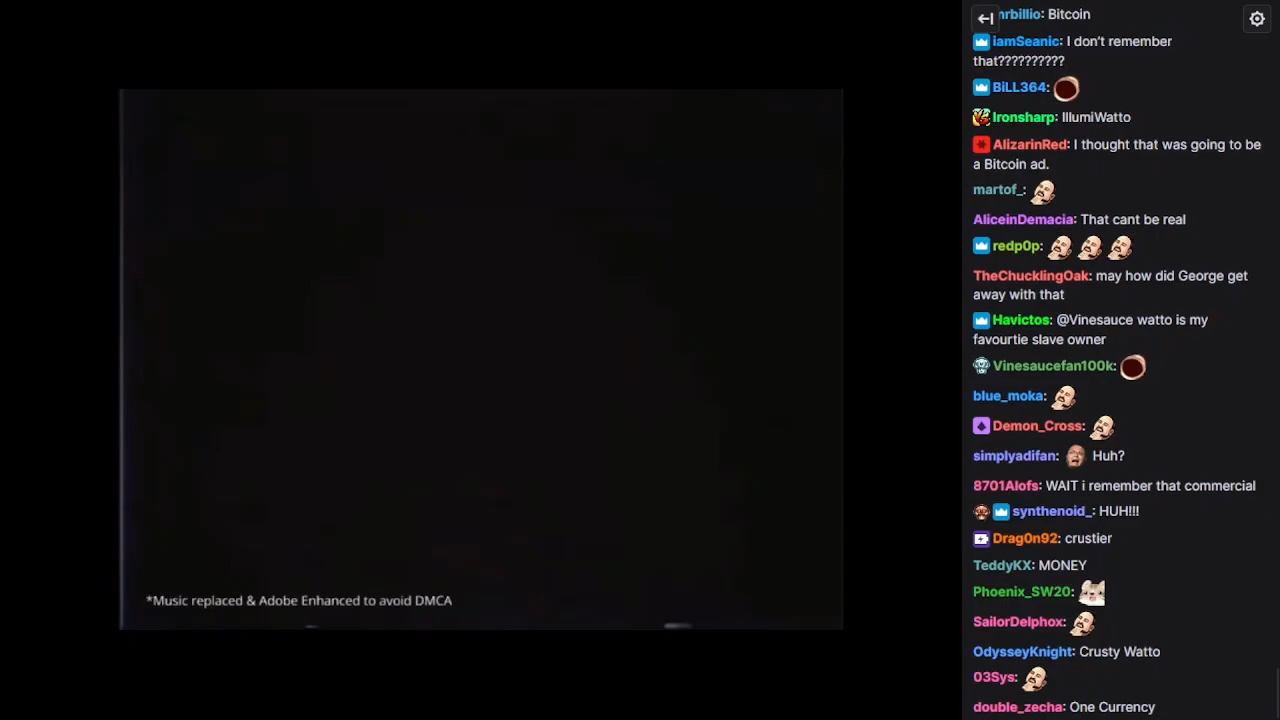 *Music replaced & Adobe Enhanced to avoid DMCA
mrbillio: Bitcoin
iamSeanic: I don't remember
that??????????
BiLL364:
Ironsharp: IllumiWatto
AlizarinRed: I thought that was going to be
a Bitcoin ad.
martof_:
AliceinDemacia: That cant be real
redp0p:
TheChucklingOak: may how did George get
away with that
Havictos: @Vinesauce watto is my
favourtie slave owner
Vinesaucefan100k:
blue_moka:
Demon_Cross:
simplyadifan: Huh?
8701Alofs: WAIT i remember that commercial
synthenoid_: HUH!!!
Drag0n92: crustier
TeddyKX: MONEY
Phoenix_SW20:
SailorDelphox:
OdysseyKnight: Crusty Watto
03Sys:
double_zecha: One Currency